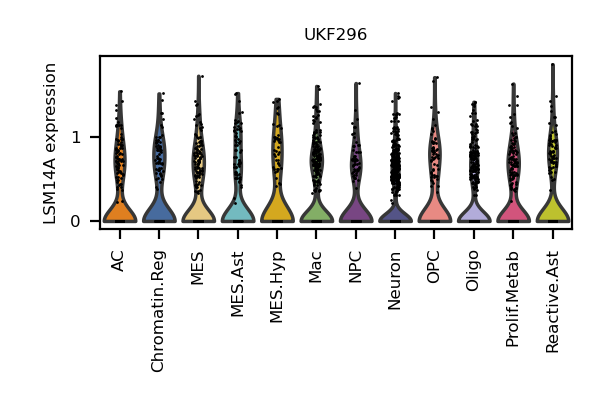 UKF296
LSM14A expression
1
0
AC
Chromatin.Reg
MES
MES.Ast
MES.Hyp
Mac
NPC
Neuron
OPC
Oligo
Prolif.Metab
Reactive.Ast